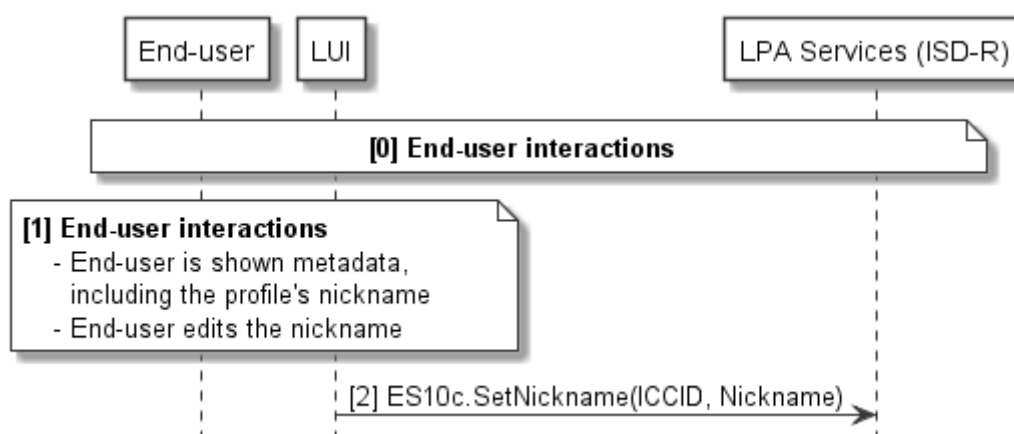 End-user
LUI
LPA Services (ISD-R)
[0] End-user interactions
[1] End-user interactions
- End-user is shown metadata,
including the profile's nickname
- End-user edits the nickname
[2] ES10c.SetNickname(ICCID, Nickname)